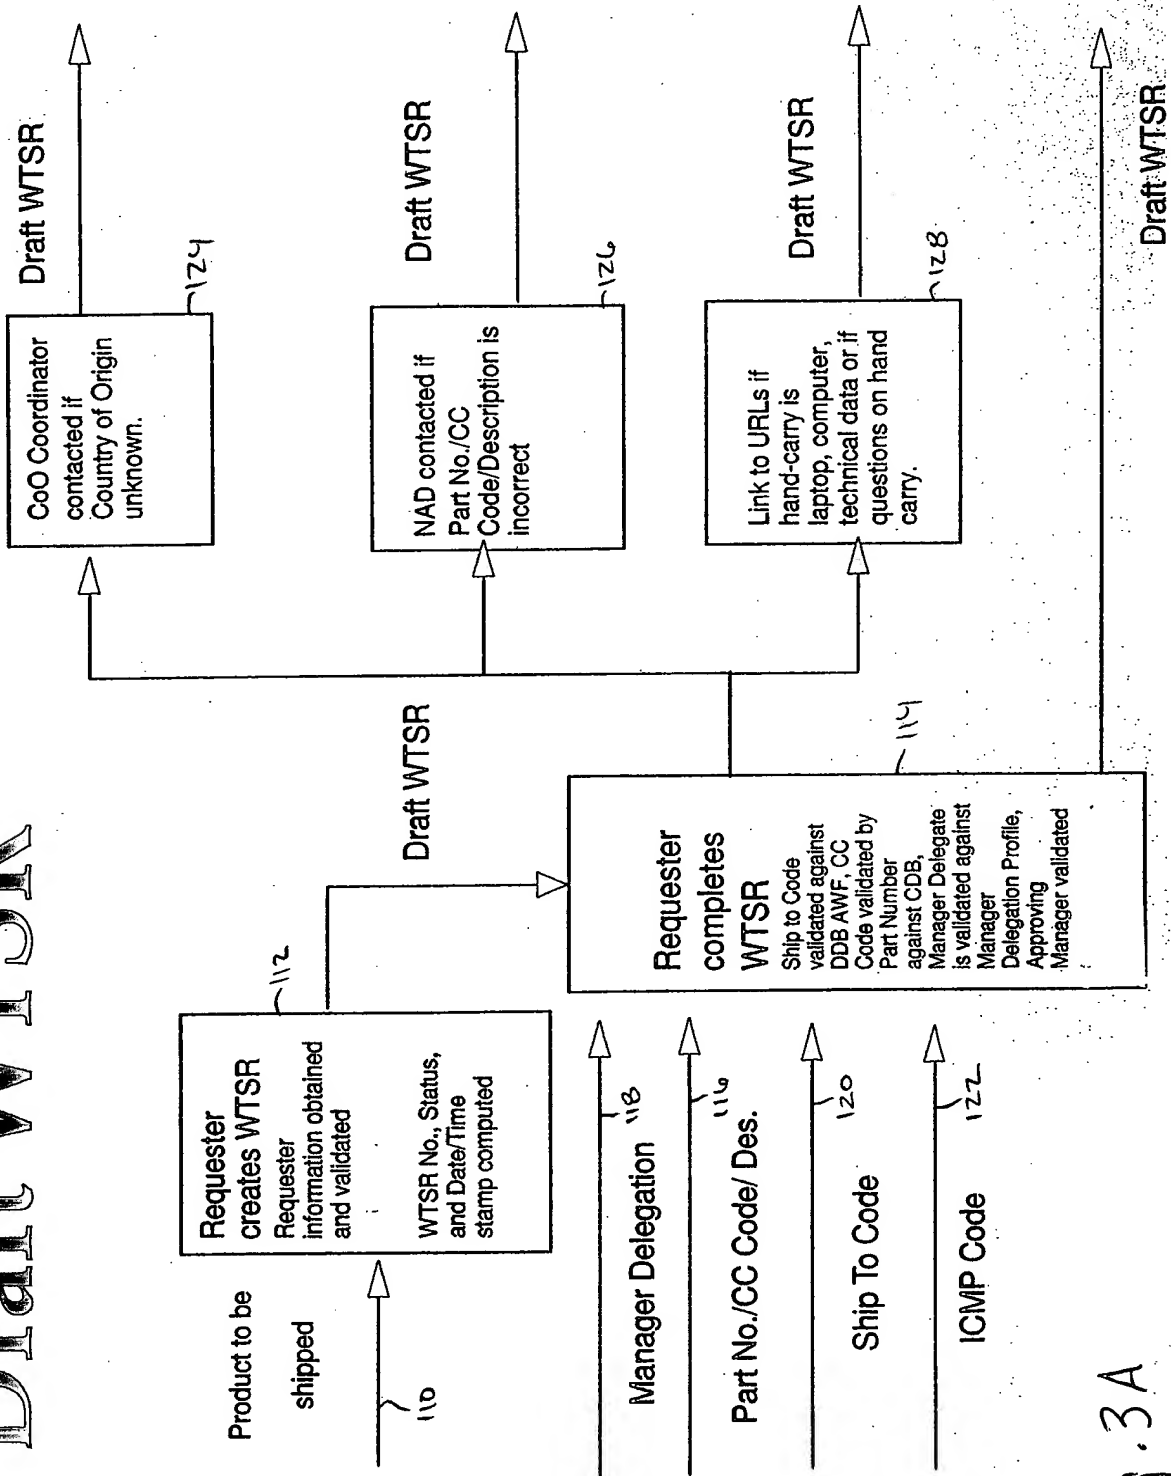 Draft WTSR
Product to be
shipped
110
Requester
creates WTSR
Requester
information obtained
and validated
WTSR No., Status,
and Date/Time
stamp computed
112
Draft WTSR
Manager Delegation
118
Part No./CC Code/ Des.
116
Ship To Code
120
ICMP Code
122
Requester
completes
WTSR
Ship to Code
validated against
DDB AWF, CC
Code validated by
Part Number
against CDB,
Manager Delegate
is validated against
Manager
Delegation Profile,
Approving
Manager validated
114
CoO Coordinator
contacted if
Country of Origin
unknown.
124
Draft WTSR
NAD contacted if
Part No./CC
Code/Description is
incorrect
126
Draft WTSR
Link to URLs if
hand-carry is
laptop, computer,
technical data or if
questions on hand
carry.
128
Draft WTSR
Draft WTSR
. 3A